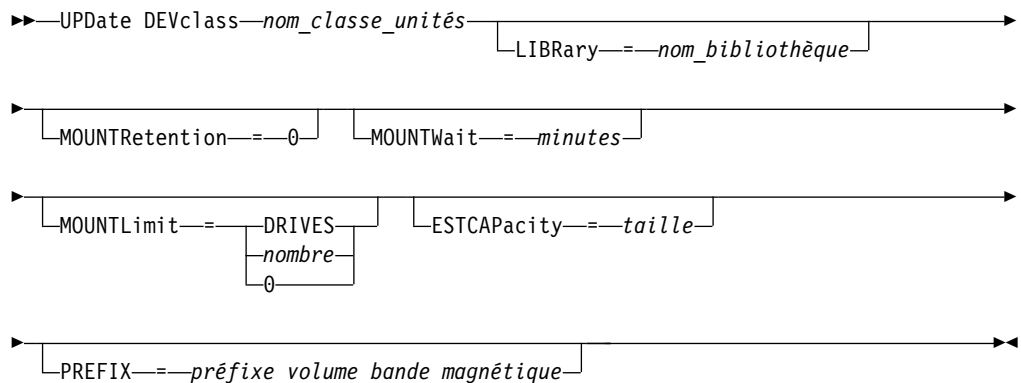 UPDate DEVclass nom_classe_unités
LIBRary = nom_bibliothèque
MOUNTRetention = 0 MOUNTWait = minutes
MOUNTLimit = DRIVES ESTCAPacity = taille
nombre
0
PREFIX = préfixe volume bande magnétique